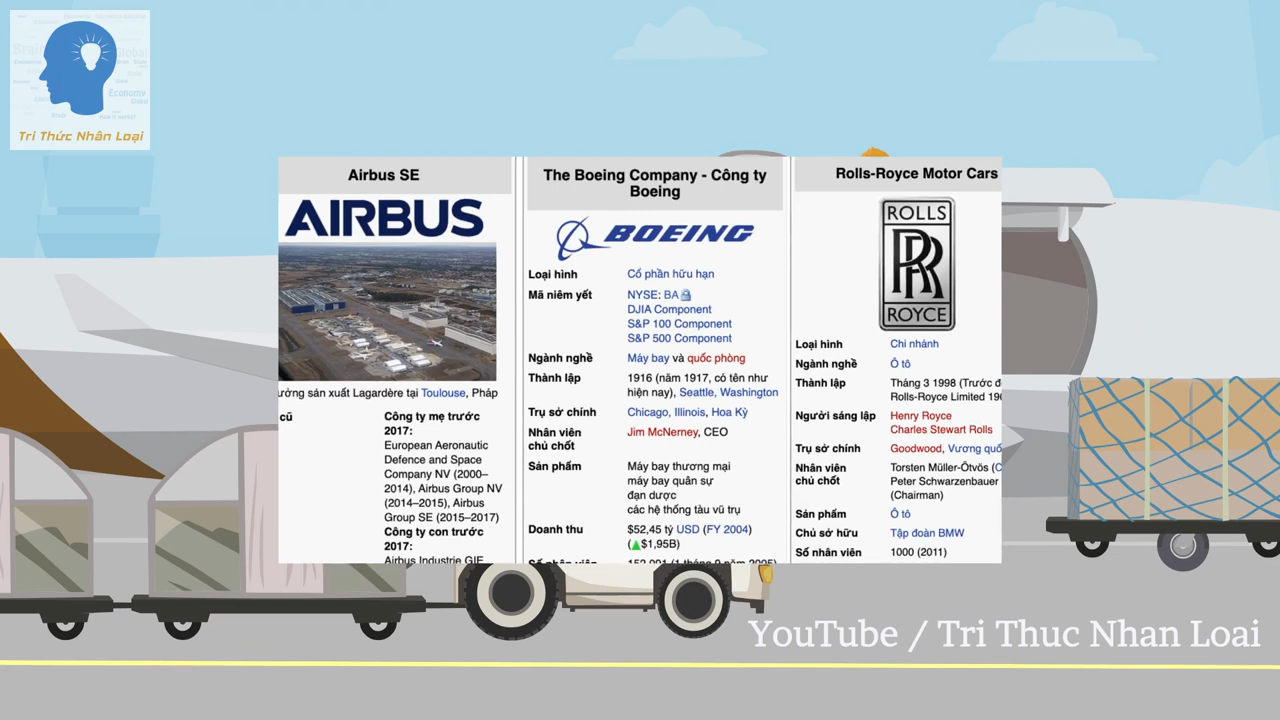 Tri Thức Nhân Loại
Airbus SE
AIRBUS
ường sản xuất Lagardère tại Toulouse, Pháp
cũ
Công ty mẹ trước
2017:
European Aeronautic
Defence and Space
Company NV (2000–
2014), Airbus Group NV
(2014–2015), Airbus
Group SE (2015–2017)
Công ty con trước
2017:
Airbus Industrie GIE
The Boeing Company - Công ty
Boeing
BOEING
Loại hình Cổ phần hữu hạn
Mã niêm yết NYSE: BA
DJIA Component
S&P 100 Component
S&P 500 Component
Ngành nghề Máy bay và quốc phòng
Thành lập 1916 (năm 1917, có tên như
hiện nay), Seattle, Washington
Trụ sở chính Chicago, Illinois, Hoa Kỳ
Nhân viên Jim McNerney, CEO
chủ chốt
Sản phẩm Máy bay thương mại
máy bay quân sự
đạn dược
các hệ thống tàu vũ trụ
Doanh thu $52,45 tỷ USD (FY 2004)
(▲$1,95B)
Rolls-Royce Motor Cars
ROLLS
RR
ROYCE
Loại hình Chi nhánh
Ngành nghề Ô tô
Thành lập Tháng 3 1998 (Trước đ
Rolls-Royce Limited 190
Người sáng lập Henry Royce
Charles Stewart Rolls
Trụ sở chính Goodwood, Vương quố
Nhân viên Torsten Müller-Ötvös (C
chủ chốt Peter Schwarzenbauer
(Chairman)
Sản phẩm Ô tô
Chủ sở hữu Tập đoàn BMW
Số nhân viên 1000 (2011)
YouTube / Tri Thuc Nhan Loai